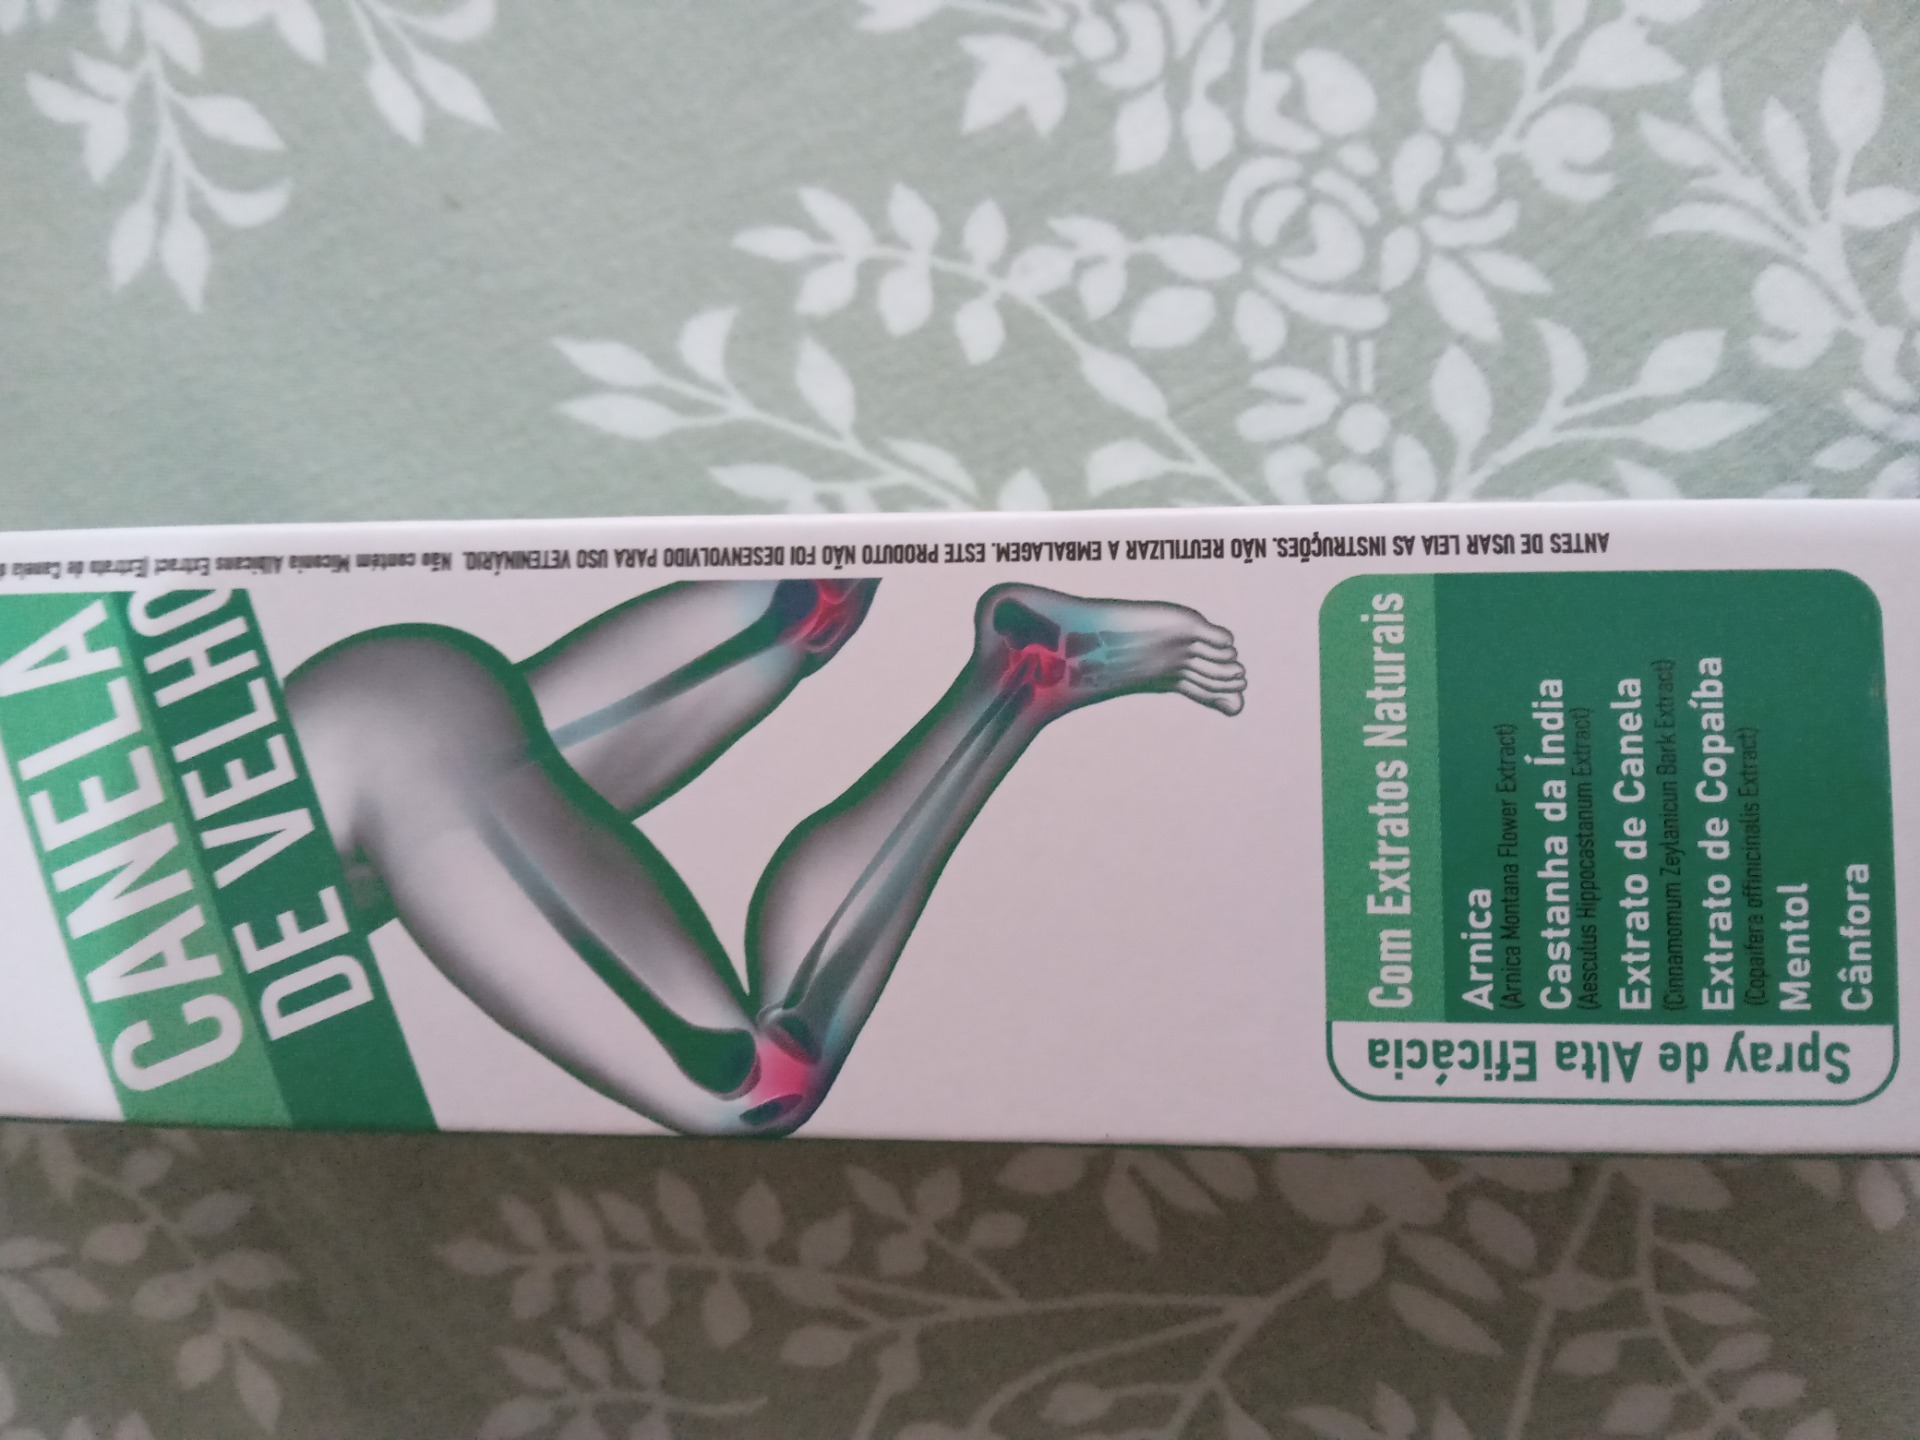 CANELA
DE VELHO
ANTES DE USAR LEIA AS INSTRUÇÕES. NÃO REUTILIZAR A EMBALAGEM. ESTE PRODUTO NÃO FOI DESENVOLVIDO PARA USO VETERINÁRIO. Não contém Miconia Albicans Extract (Extrato de Canela
Spray de Alta Eficácia
Com Extratos Naturais
Arnica
(Arnica Montana Flower Extract)
Castanha da Índia
(Aesculus Hippocastanum Extract)
Extrato de Canela
(Cinnamomum Zeylanicun Bark Extract)
Extrato de Copaíba
(Copaifera offinicinalis Extract)
Mentol
Cânfora